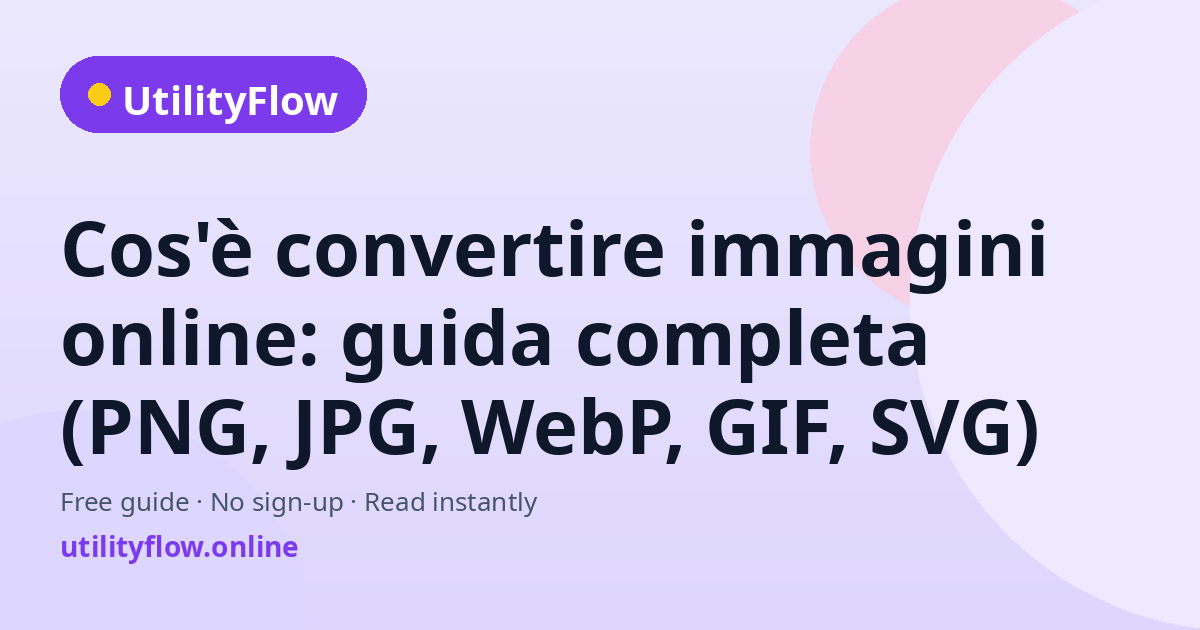 UtilityFlow
Cos'è convertire immagini
online: guida completa
(PNG, JPG, WebP, GIF, SVG)
Free guide · No sign-up · Read instantly
utilityflow.online